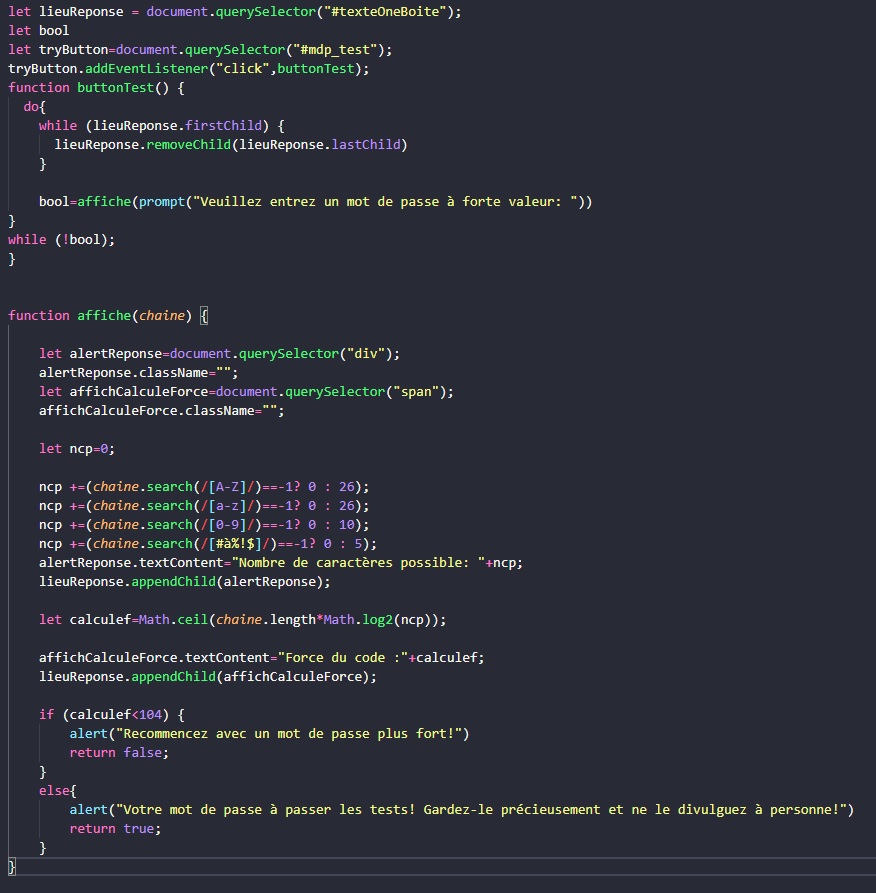 let lieuReponse = document.querySelector("#texteOneBoite");
let bool
let tryButton=document.querySelector("#mdp_test");
tryButton.addEventListener("click",buttonTest);
function buttonTest() {
  do{
    while (lieuReponse.firstChild) {
      lieuReponse.removeChild(lieuReponse.lastChild)
    }

    bool=affiche(prompt("Veuillez entrez un mot de passe à forte valeur: "))
}
while (!bool);
}


function affiche(chaine) {

    let alertReponse=document.querySelector("div");
    alertReponse.className="";
    let affichCalculeForce=document.querySelector("span");
    affichCalculeForce.className="";

    let ncp=0;

    ncp +=(chaine.search(/[A-Z]/)==-1? 0 : 26);
    ncp +=(chaine.search(/[a-z]/)==-1? 0 : 26);
    ncp +=(chaine.search(/[0-9]/)==-1? 0 : 10);
    ncp +=(chaine.search(/[#à%!$]/)==-1? 0 : 5);
    alertReponse.textContent="Nombre de caractères possible: "+ncp;
    lieuReponse.appendChild(alertReponse);

    let calculef=Math.ceil(chaine.length*Math.log2(ncp));

    affichCalculeForce.textContent="Force du code :"+calculef;
    lieuReponse.appendChild(affichCalculeForce);

    if (calculef<104) {
        alert("Recommencez avec un mot de passe plus fort!")
        return false;
    }
    else{
        alert("Votre mot de passe à passer les tests! Gardez-le précieusement et ne le divulguez à personne!")
        return true;
    }
}